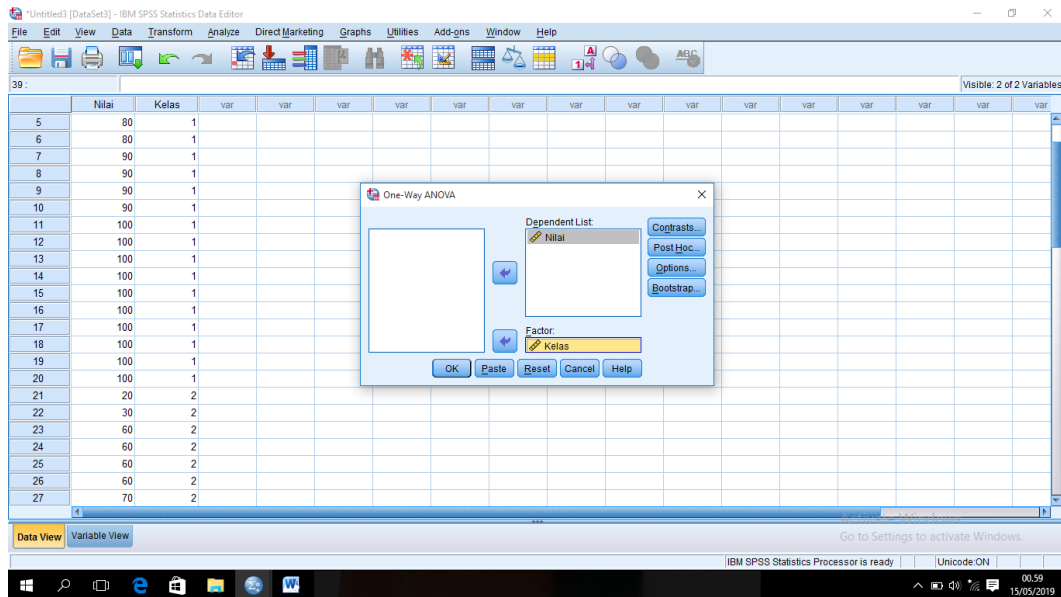 *Untitled3 [DataSet3] - IBM SPSS Statistics Data Editor
File Edit View Data Transform Analyze Direct Marketing Graphs Utilities Add-ons Window Help
39 :
Visible: 2 of 2 Variables
Nilai Kelas var var var var var var var var var var var var var var var
5 80 1
6 80 1
7 90 1
8 90 1
9 90 1
10 90 1
11 100 1
12 100 1
13 100 1
14 100 1
15 100 1
16 100 1
17 100 1
18 100 1
19 100 1
20 100 1
21 20 2
22 30 2
23 60 2
24 60 2
25 60 2
26 60 2
27 70 2
One-Way ANOVA
Dependent List:
Nilai
Contrasts...
Post Hoc...
Options...
Bootstrap...
Factor:
Kelas
OK Paste Reset Cancel Help
Data View Variable View
Activate Windows
Go to Settings to activate Windows.
IBM SPSS Statistics Processor is ready Unicode:ON
00.59
15/05/2019